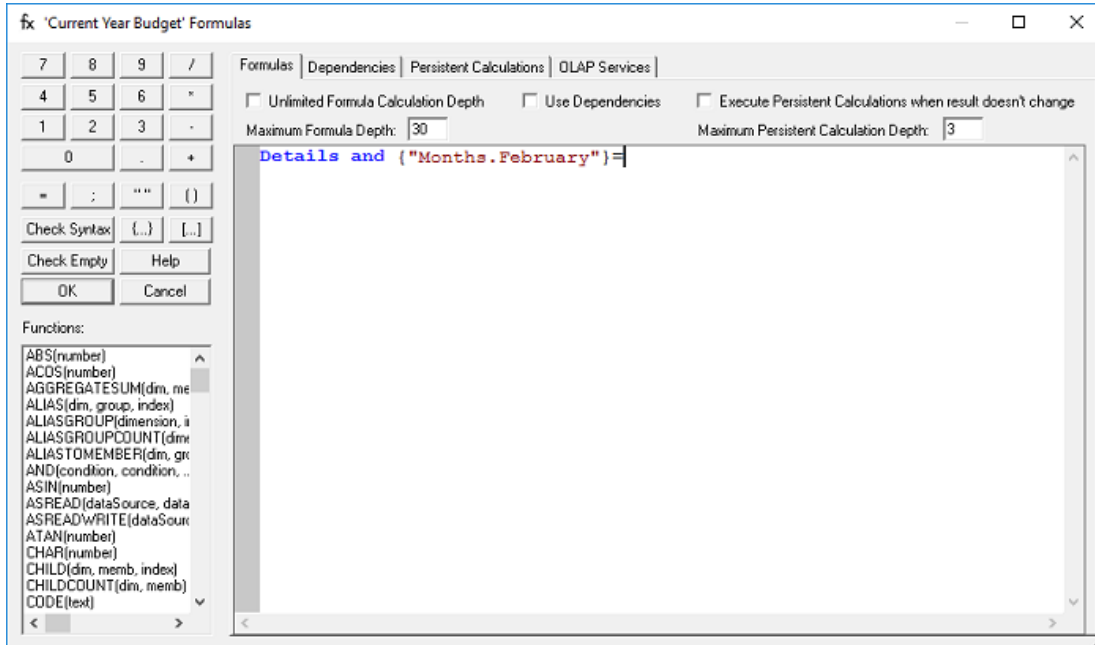 fx 'Current Year Budget' Formulas
7 8 9 /
4 5 6 *
1 2 3 -
0 . +
= ; " " ()
Check Syntax {...} [...]
Check Empty Help
OK Cancel
Functions:
ABS(number)
ACOS(number)
AGGREGATESUM(dim, me
ALIAS(dim, group, index)
ALIASGROUP(dimension, i
ALIASGROUPCOUNT(dime
ALIASTOMEMBER(dim, gro
AND(condition, condition, ..
ASIN(number)
ASREAD(dataSource, data
ASREADWRITE(dataSour
ATAN(number)
CHAR(number)
CHILD(dim, memb, index)
CHILDCOUNT(dim, memb)
CODE(text)
Formulas Dependencies Persistent Calculations OLAP Services
Unlimited Formula Calculation Depth Use Dependencies Execute Persistent Calculations when result doesn't change
Maximum Formula Depth: 30 Maximum Persistent Calculation Depth: 3
Details and {"Months.February"}=